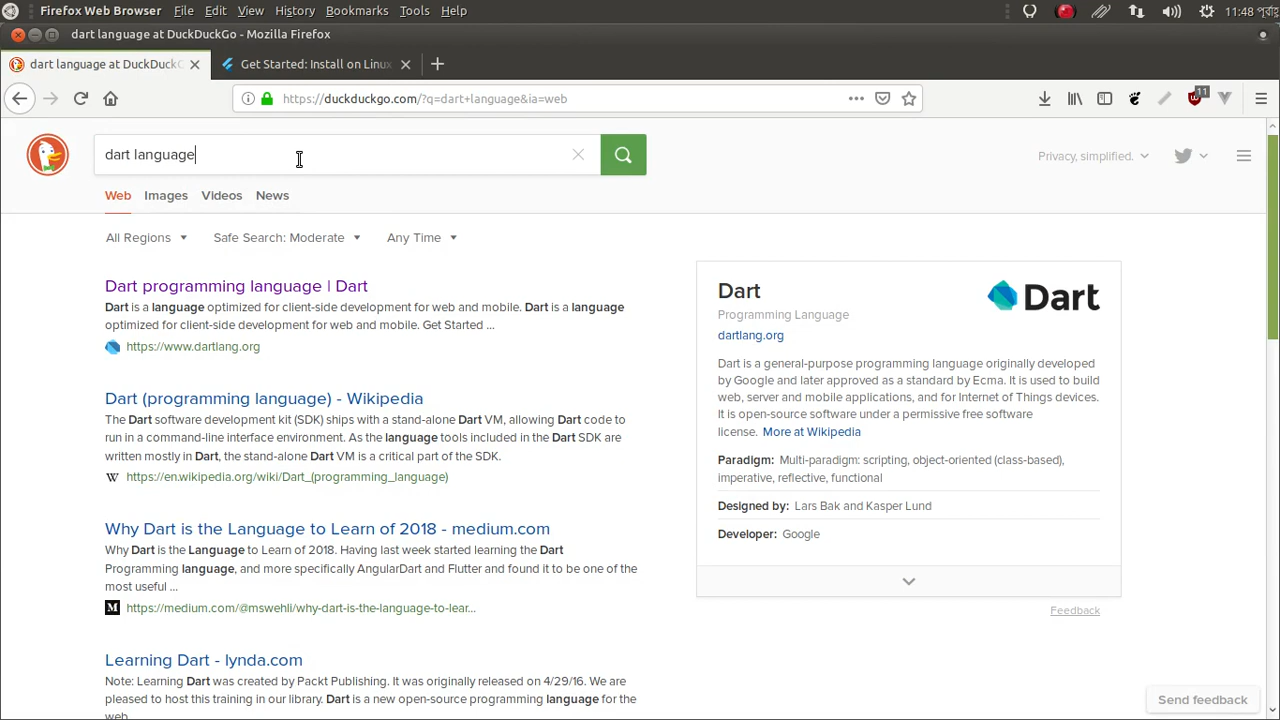 Firefox Web Browser File Edit View History Bookmarks Tools Help 11:48
dart language at DuckDuckGo - Mozilla Firefox
dart language at DuckDuckG
Get Started: Install on Linux
https://duckduckgo.com/?q=dart+language&ia=web
11
dart language
Privacy, simplified.
Web Images Videos News
All Regions Safe Search: Moderate Any Time
Dart programming language | Dart
Dart is a language optimized for client-side development for web and mobile. Dart is a language
optimized for client-side development for web and mobile. Get Started ...
https://www.dartlang.org
Dart (programming language) - Wikipedia
The Dart software development kit (SDK) ships with a stand-alone Dart VM, allowing Dart code to
run in a command-line interface environment. As the language tools included in the Dart SDK are
written mostly in Dart, the stand-alone Dart VM is a critical part of the SDK.
W https://en.wikipedia.org/wiki/Dart_(programming_language)
Why Dart is the Language to Learn of 2018 - medium.com
Why Dart is the Language to Learn of 2018. Having last week started learning the Dart
Programming language, and more specifically AngularDart and Flutter and found it to be one of the
most useful ...
M https://medium.com/@mswehli/why-dart-is-the-language-to-lear...
Learning Dart - lynda.com
Note: Learning Dart was created by Packt Publishing. It was originally released on 4/29/16. We are
pleased to host this training in our library. Dart is a new open-source programming language for the
web.
Dart
Dart
Programming Language
dartlang.org
Dart is a general-purpose programming language originally developed
by Google and later approved as a standard by Ecma. It is used to build
web, server and mobile applications, and for Internet of Things devices.
It is open-source software under a permissive free software
license. More at Wikipedia
Paradigm: Multi-paradigm: scripting, object-oriented (class-based),
imperative, reflective, functional
Designed by: Lars Bak and Kasper Lund
Developer: Google
Feedback
Send feedback